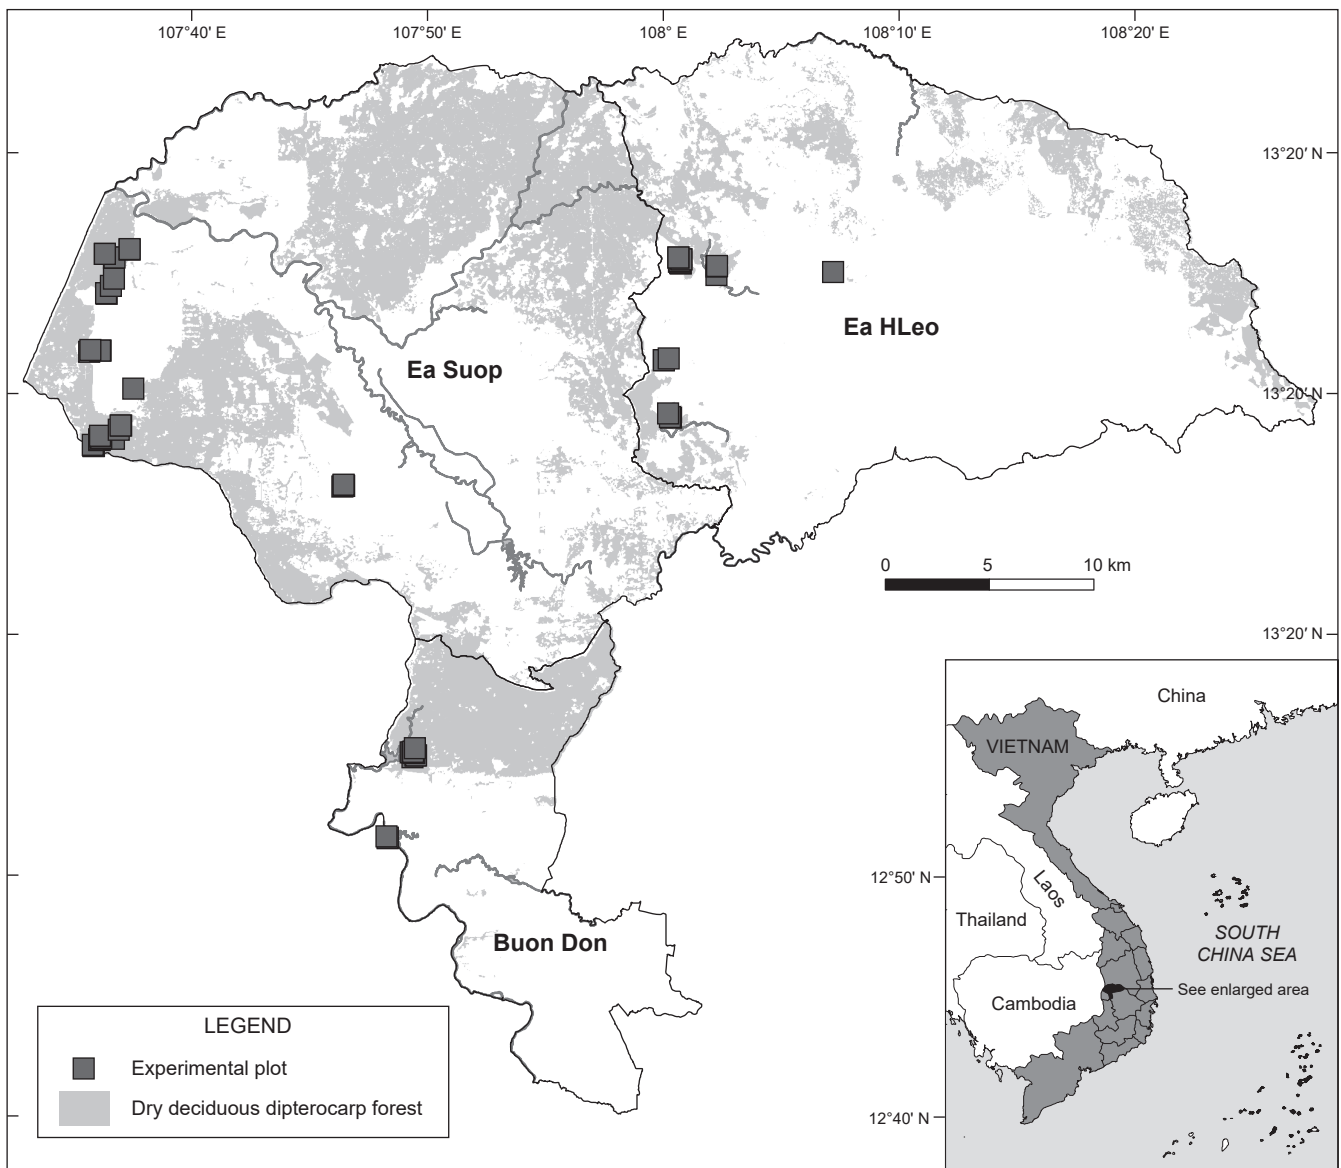 107°40' E
107°50' E
108° E
108°10' E
108°20' E
13°20' N
13°20' N
Ea HLeo
Ea Suop
0 5 10 km
13°20' N
China
VIETNAM
12°50' N
Laos
Thailand
SOUTH
CHINA SEA
See enlarged area
Cambodia
Buon Don
LEGEND
Experimental plot
Dry deciduous dipterocarp forest
12°40' N